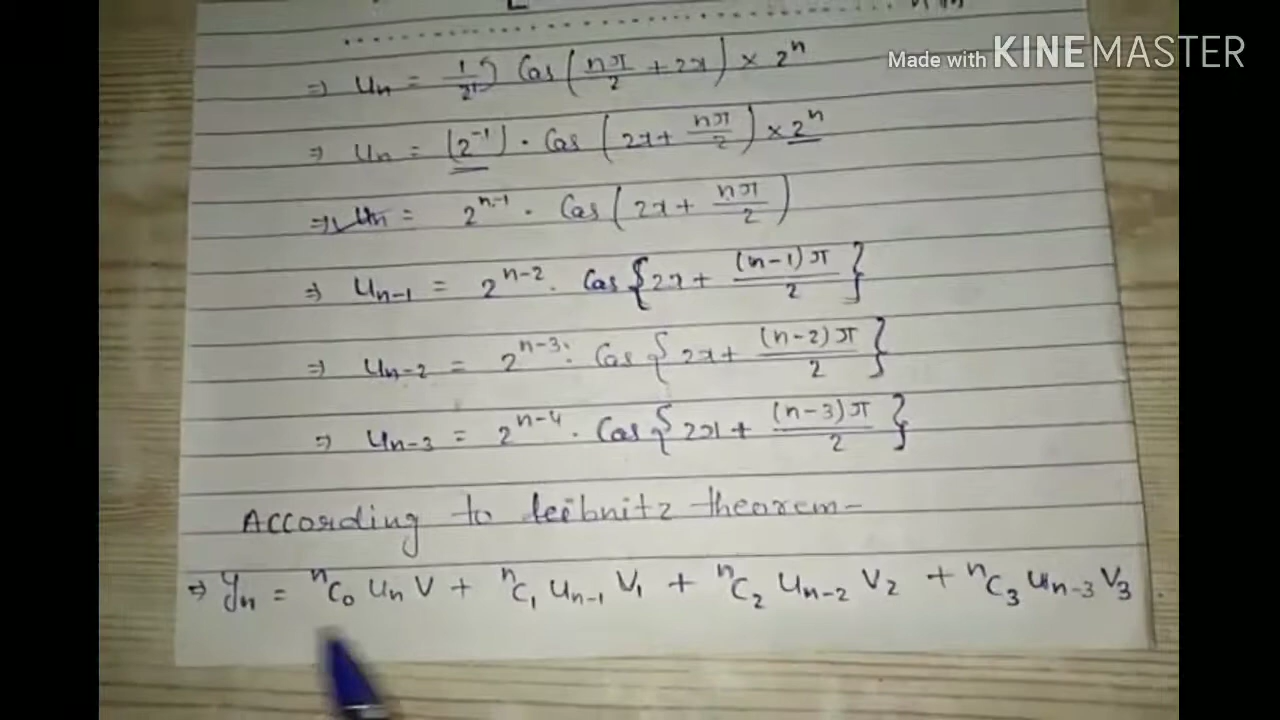 Made with KINEMASTER
⇒ Un = 1/2 Cos(nπ/2 + 2x) × 2^n
⇒ Un = (2^-1) · Cos(2x + nπ/2) × 2^n
⇒ Un = 2^n-1 · Cos(2x + nπ/2)
⇒ Un-1 = 2^n-2 · Cos{2x + (n-1)π/2}
⇒ Un-2 = 2^n-3 · Cos{2x + (n-2)π/2}
⇒ Un-3 = 2^n-4 · Cos{2x + (n-3)π/2}
According to leibnitz theorem-
⇒ yn = nC0 Un V + nC1 Un-1 V1 + nC2 Un-2 V2 + nC3 Un-3 V3